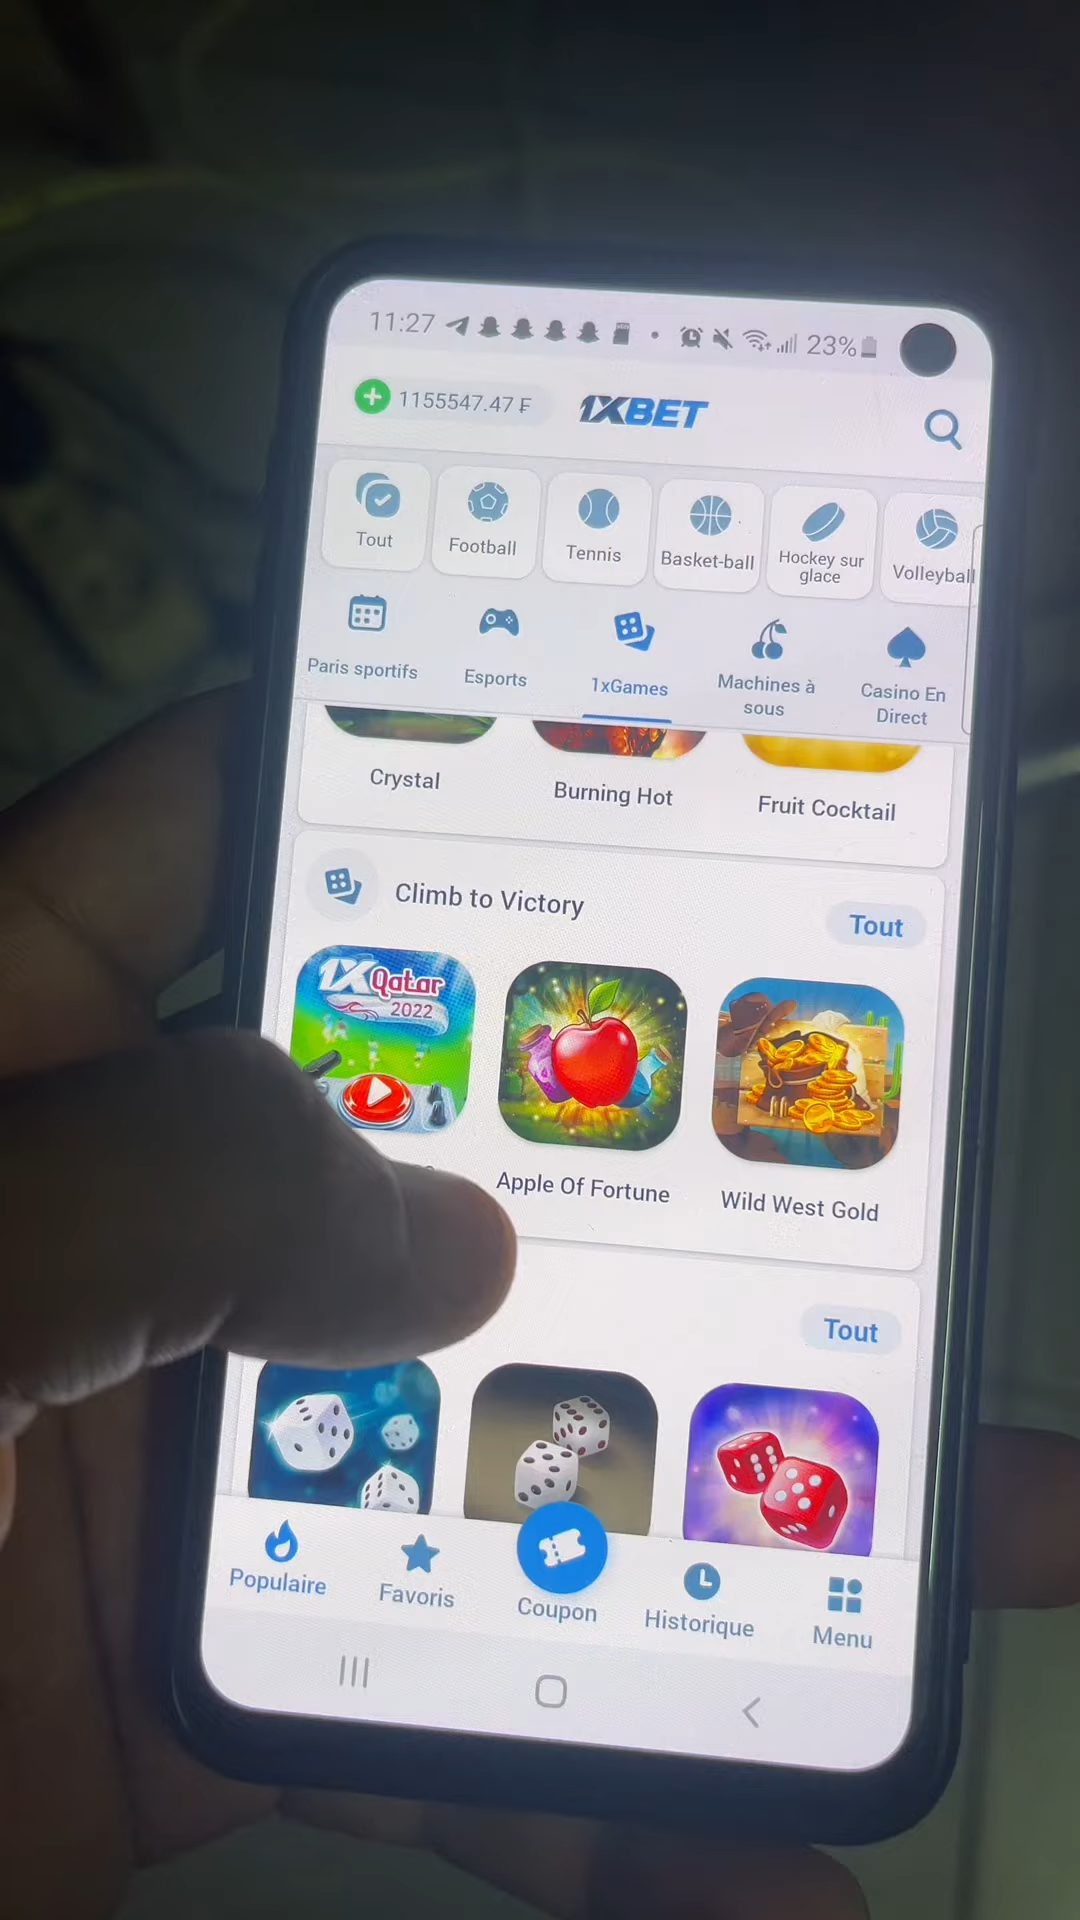 11:27
23%
1155547.47 ₣
1XBET
Tout
Football
Tennis
Basket-ball
Hockey sur
glace
Volleyball
Paris sportifs
Esports
1xGames
Machines à
sous
Casino En
Direct
Crystal
Burning Hot
Fruit Cocktail
Climb to Victory
Tout
1X Qatar
2022
Apple Of Fortune
Wild West Gold
Tout
Populaire
Favoris
Coupon
Historique
Menu